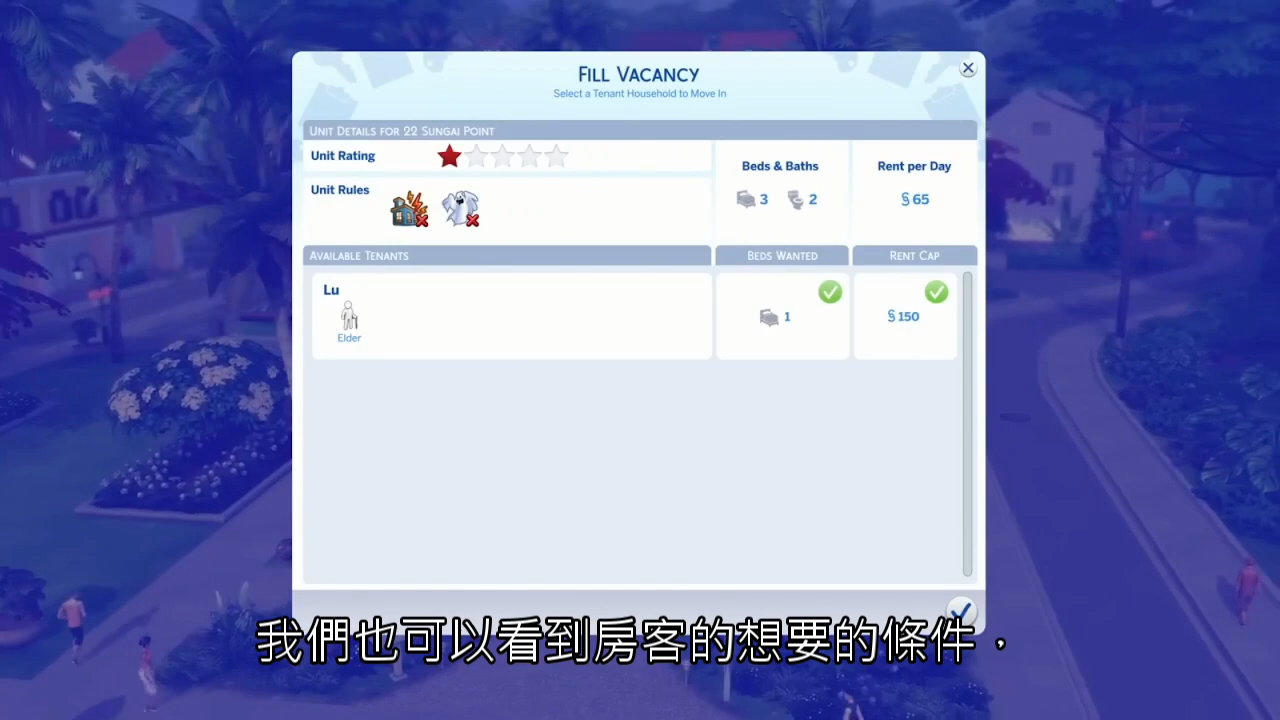 FILL VACANCY
Select a Tenant Household to Move In
UNIT DETAILS FOR 22 SUNGAI POINT
Unit Rating
Beds & Baths
Rent per Day
3
2
§65
Unit Rules
AVAILABLE TENANTS
BEDS WANTED
RENT CAP
Lu
1
§150
Elder
我們也可以看到房客的想要的條件，